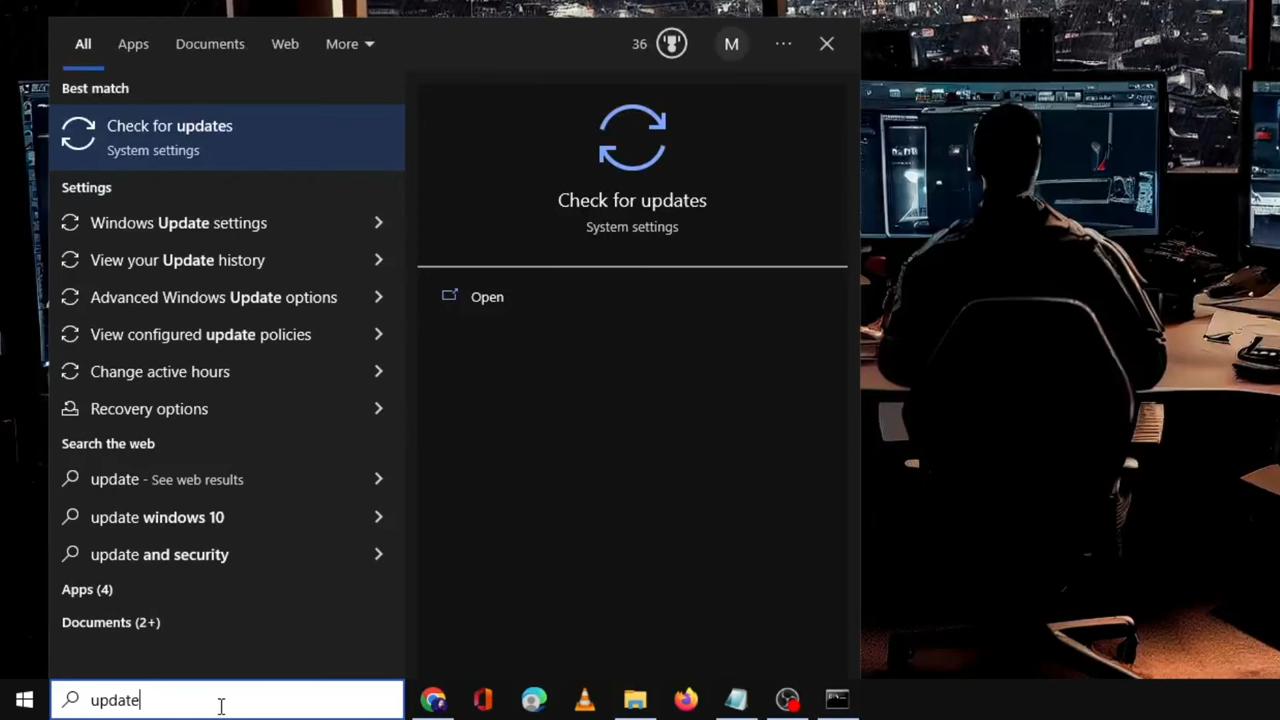 All Apps Documents Web More 36 M
Best match
Check for updates
System settings
Settings
Windows Update settings
View your Update history
Advanced Windows Update options
View configured update policies
Change active hours
Recovery options
Search the web
update - See web results
update windows 10
update and security
Apps (4)
Documents (2+)
Check for updates
System settings
Open
update